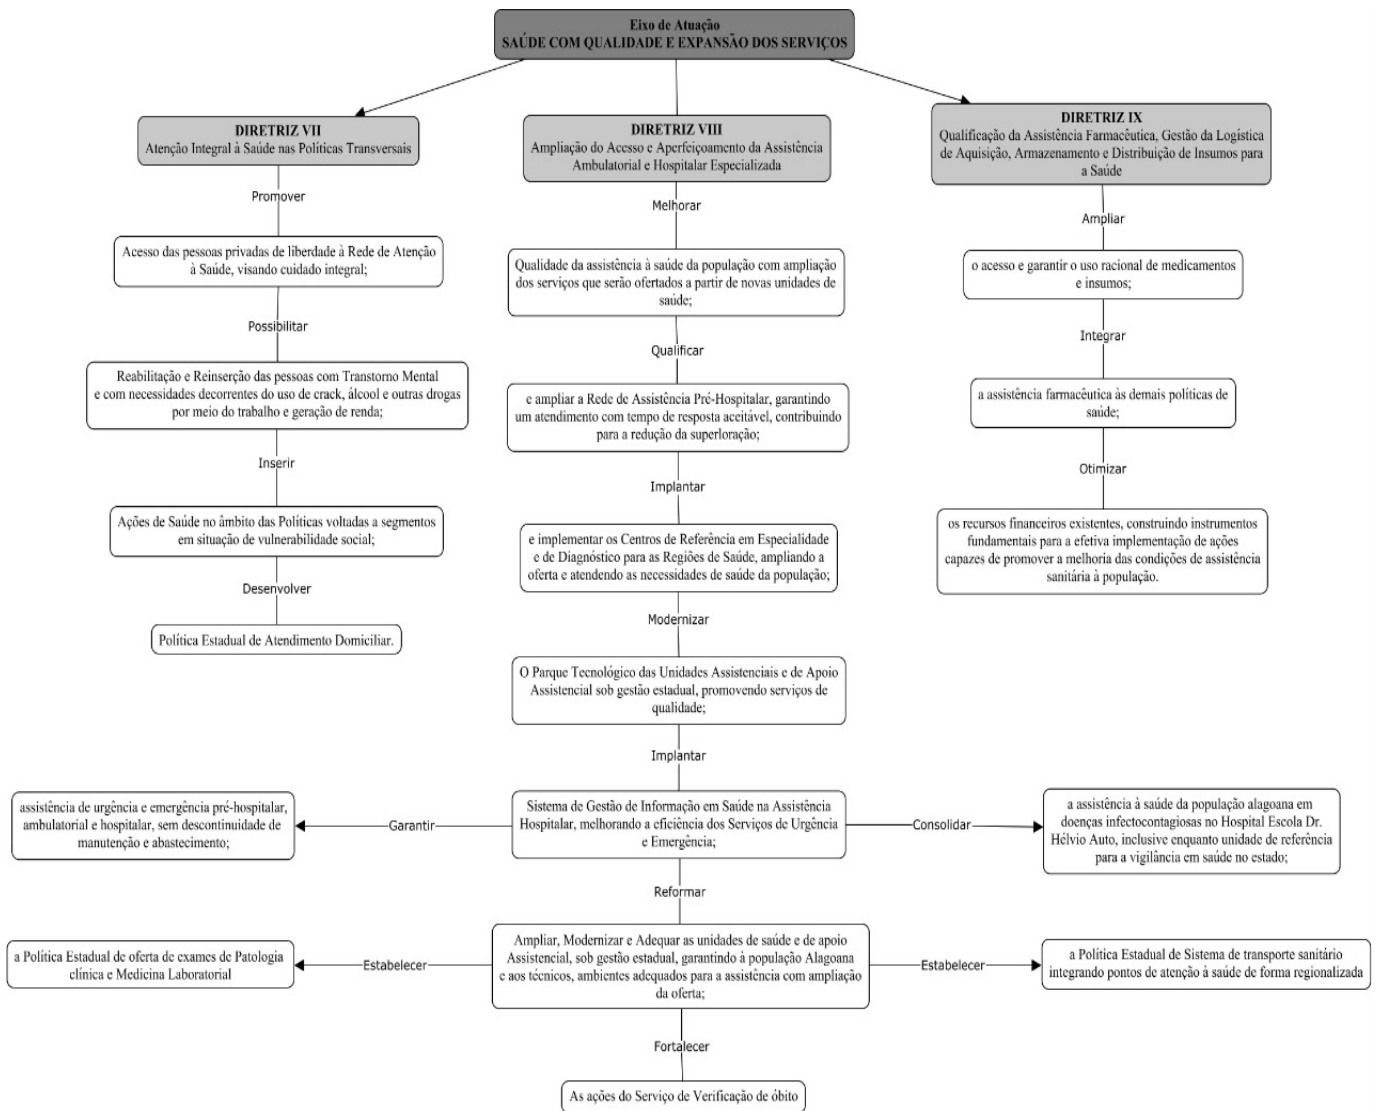 Eixo de Atuação
SAÚDE COM QUALIDADE E EXPANSÃO DOS SERVIÇOS
DIRETRIZ VII
Atenção Integral à Saúde nas Políticas Transversais
Promover
Acesso das pessoas privadas de liberdade à Rede de Atenção
à Saúde, visando cuidado integral;
Possibilitar
Reabilitação e Reinserção das pessoas com Transtorno Mental
e com necessidades decorrentes do uso de crack, álcool e outras drogas
por meio do trabalho e geração de renda;
Inserir
Ações de Saúde no âmbito das Políticas voltadas a segmentos
em situação de vulnerabilidade social;
Desenvolver
Política Estadual de Atendimento Domiciliar.
DIRETRIZ VIII
Ampliação do Acesso e Aperfeiçoamento da Assistência
Ambulatorial e Hospitalar Especializada
Melhorar
Qualidade da assistência à saúde da população com ampliação
dos serviços que serão ofertados a partir de novas unidades de
saúde;
Qualificar
e ampliar a Rede de Assistência Pré-Hospitalar, garantindo
um atendimento com tempo de resposta aceitável, contribuindo
para a redução da superloração;
Implantar
e implementar os Centros de Referência em Especialidade
e de Diagnóstico para as Regiões de Saúde, ampliando a
oferta e atendendo as necessidades de saúde da população;
Modernizar
O Parque Tecnológico das Unidades Assistenciais e de Apoio
Assistencial sob gestão estadual, promovendo serviços de
qualidade;
Implantar
Sistema de Gestão de Informação em Saúde na Assistência
Hospitalar, melhorando a eficiência dos Serviços de Urgência
e Emergência;
Garantir
assistência de urgência e emergência pré-hospitalar,
ambulatorial e hospitalar, sem descontinuidade de
manutenção e abastecimento;
Consolidar
a assistência à saúde da população alagoana em
doenças infectocontagiosas no Hospital Escola Dr.
Hélvio Auto, inclusive enquanto unidade de referência
para a vigilância em saúde no estado;
Reformar
Ampliar, Modernizar e Adequar as unidades de saúde e de apoio
Assistencial, sob gestão estadual, garantindo à população Alagoana
e aos técnicos, ambientes adequados para a assistência com ampliação
da oferta;
Estabelecer
a Política Estadual de oferta de exames de Patologia
clínica e Medicina Laboratorial
Estabelecer
a Política Estadual de Sistema de transporte sanitário
integrando pontos de atenção à saúde de forma regionalizada
Fortalecer
As ações do Serviço de Verificação de óbito
DIRETRIZ IX
Qualificação da Assistência Farmacêutica, Gestão da Logística
de Aquisição, Armazenamento e Distribuição de Insumos para
a Saúde
Ampliar
o acesso e garantir o uso racional de medicamentos
e insumos;
Integrar
a assistência farmacêutica às demais políticas de
saúde;
Otimizar
os recursos financeiros existentes, construindo instrumentos
fundamentais para a efetiva implementação de ações
capazes de promover a melhoria das condições de assistência
sanitária à população.